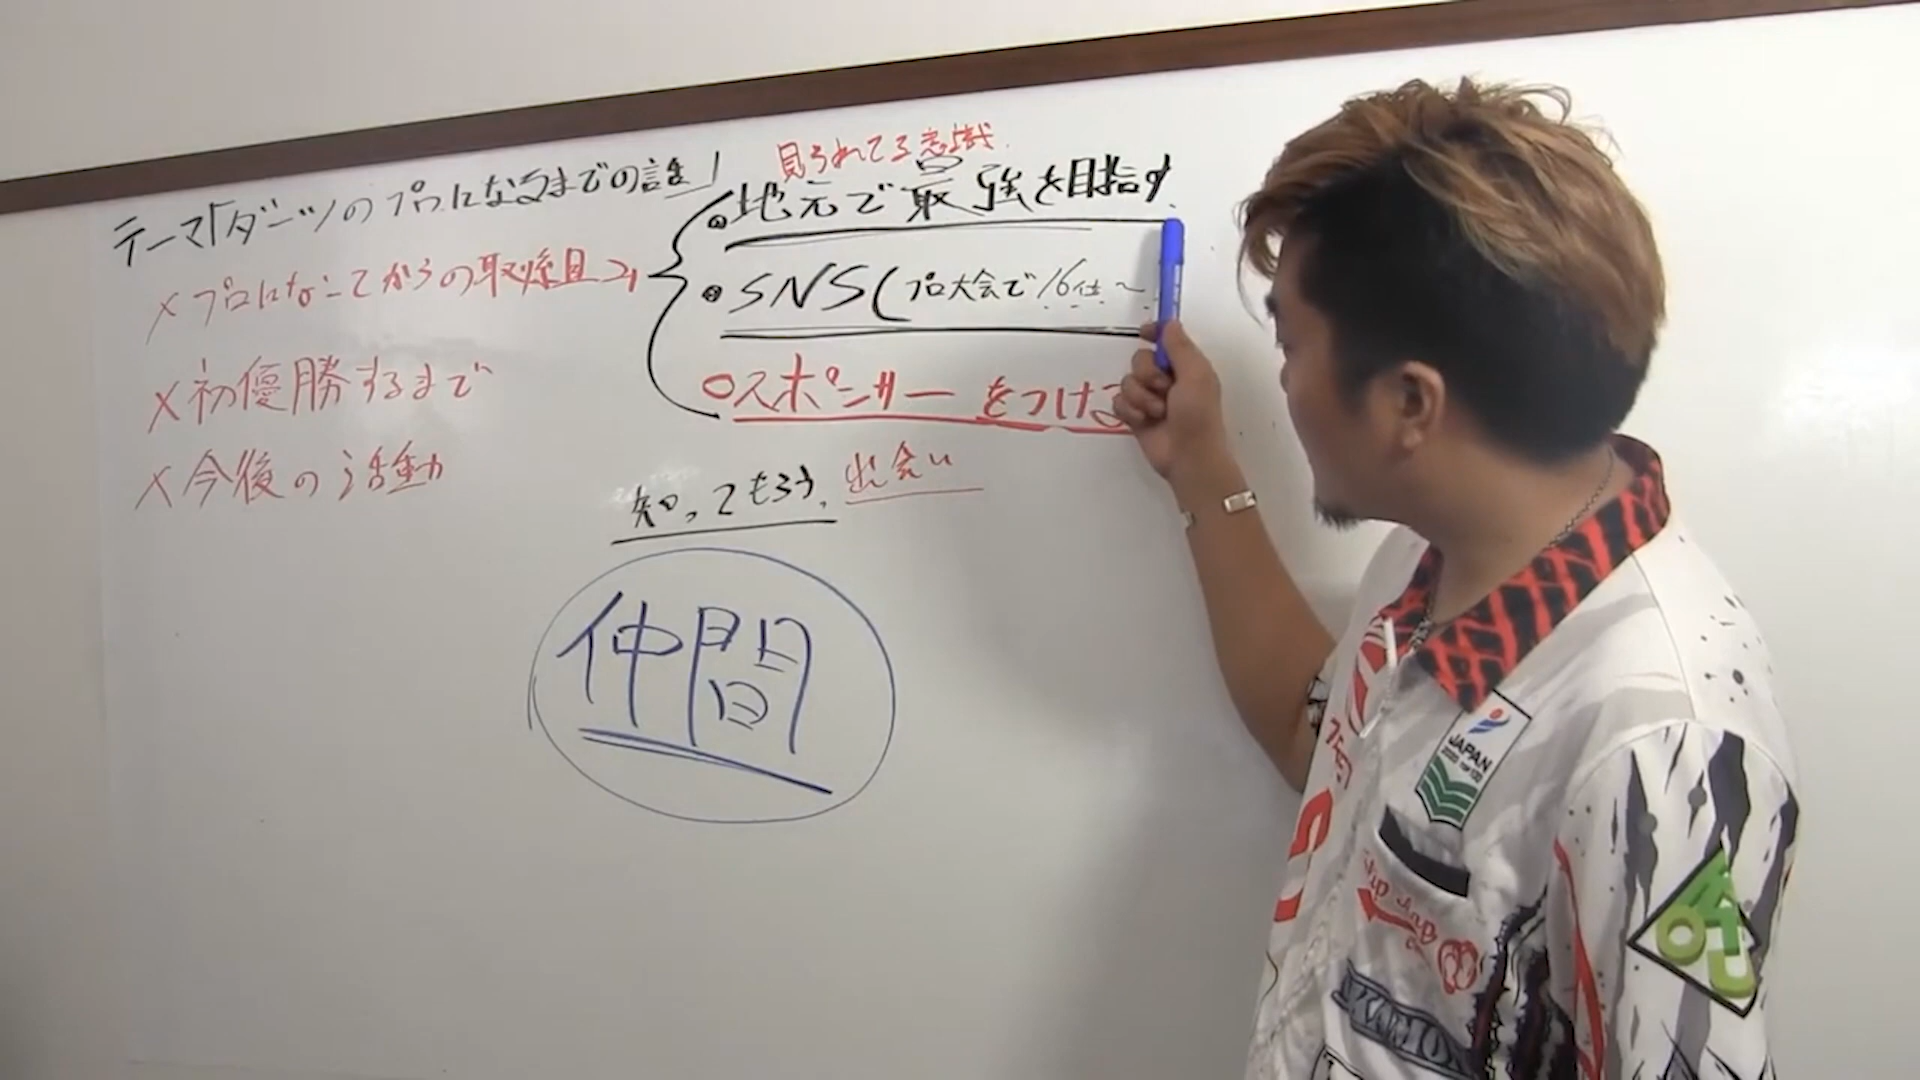 テーマ「ダーツのプロになるまでの話」
×プロになってからの取り組み
×初優勝するまで
×今後の活動
見られてる意識
地元で最強を目指す
SNS(プロ大会で16位〜
スポンサーをつける
知ってもらう、出会い
仲間
JAPAN